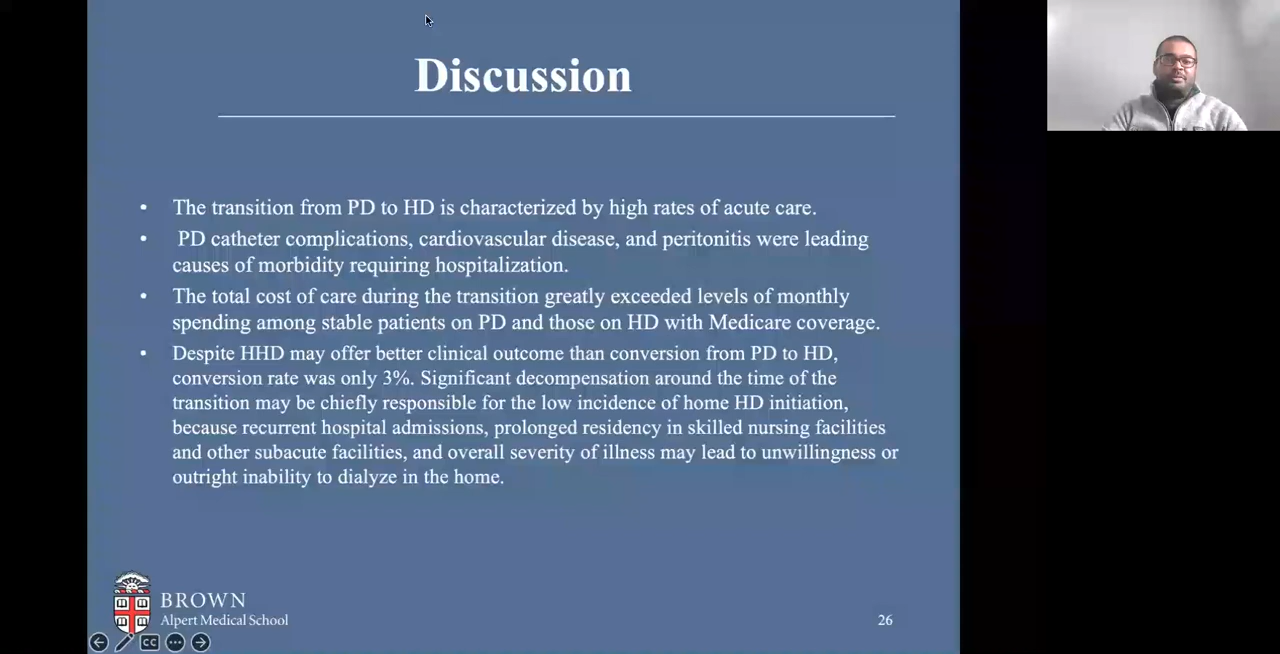 Discussion
• The transition from PD to HD is characterized by high rates of acute care.
• PD catheter complications, cardiovascular disease, and peritonitis were leading
causes of morbidity requiring hospitalization.
• The total cost of care during the transition greatly exceeded levels of monthly
spending among stable patients on PD and those on HD with Medicare coverage.
• Despite HHD may offer better clinical outcome than conversion from PD to HD,
conversion rate was only 3%. Significant decompensation around the time of the
transition may be chiefly responsible for the low incidence of home HD initiation,
because recurrent hospital admissions, prolonged residency in skilled nursing facilities
and other subacute facilities, and overall severity of illness may lead to unwillingness or
outright inability to dialyze in the home.
BROWN
Alpert Medical School
26
CC